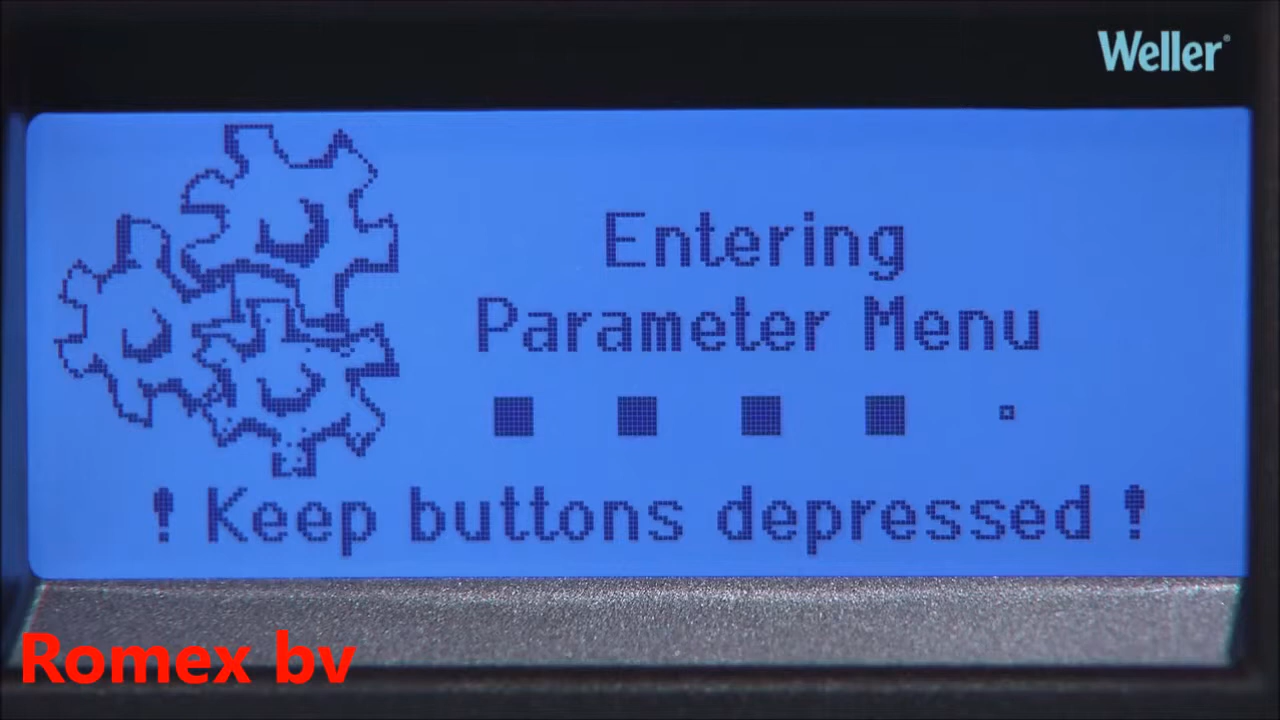 Weller®
Entering
Parameter Menu
! Keep buttons depressed !
Romex bv